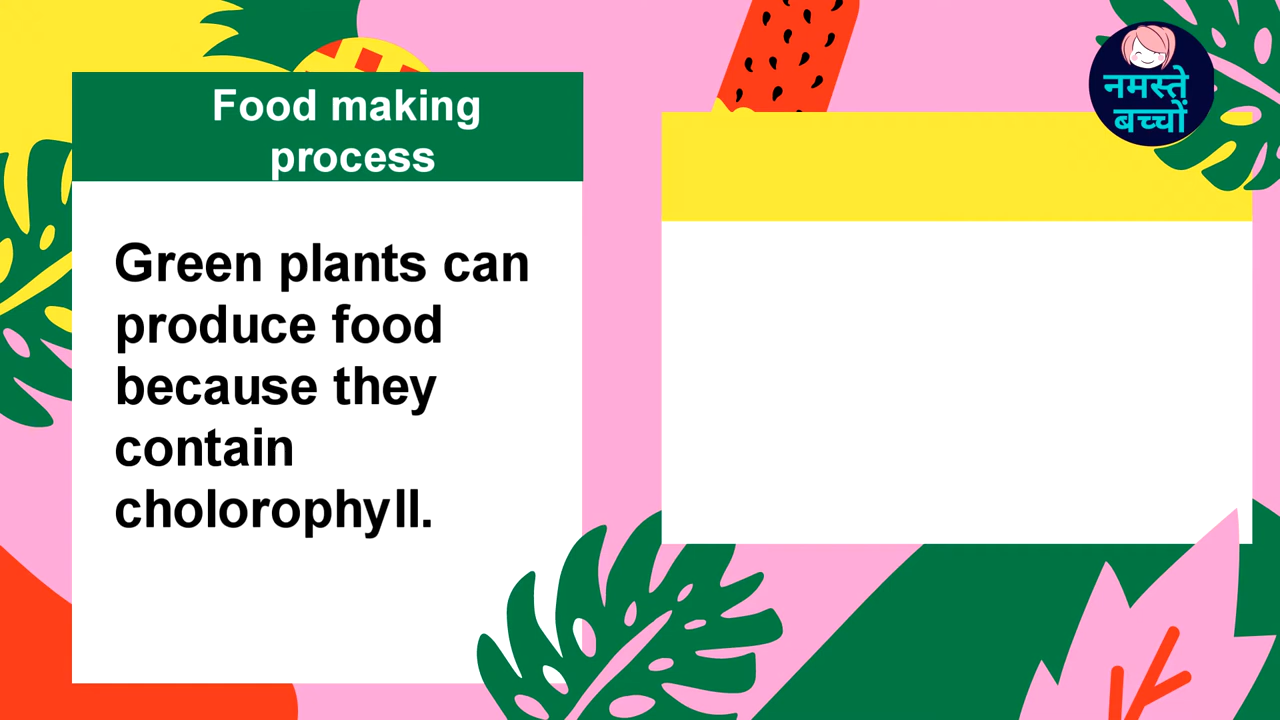 Food making
process
Green plants can
produce food
because they
contain
cholorophyll.
नमस्ते
बच्चों